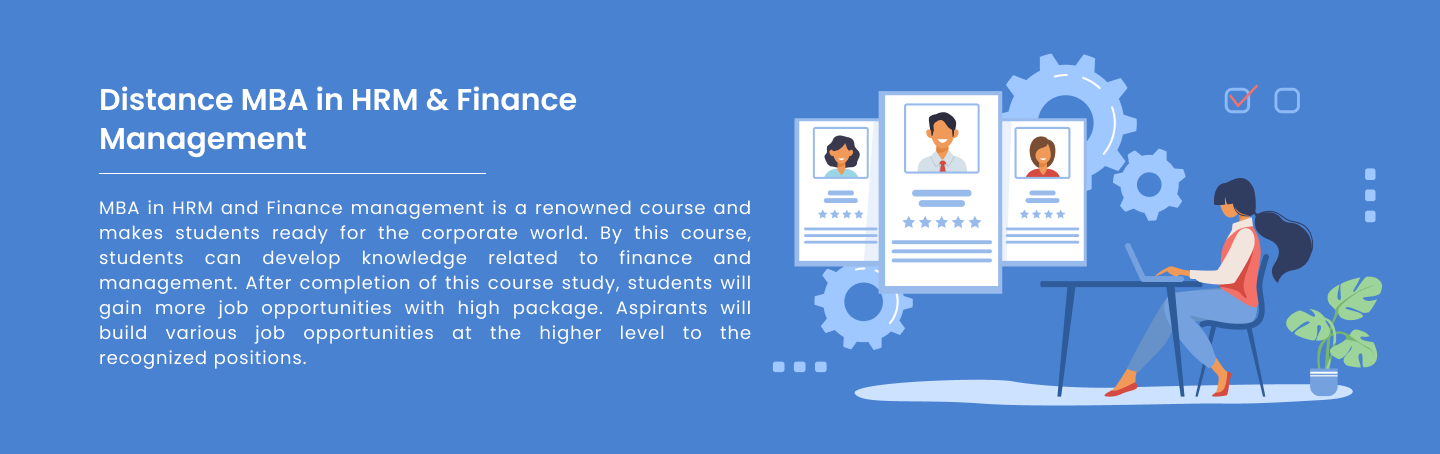 Distance MBA in HRM & Finance
Management
MBA in HRM and Finance management is a renowned course and
makes students ready for the corporate world. By this course,
students can develop knowledge related to finance and
management. After completion of this course study, students will
gain more job opportunities with high package. Aspirants will
build various job opportunities at the higher level to the
recognized positions.